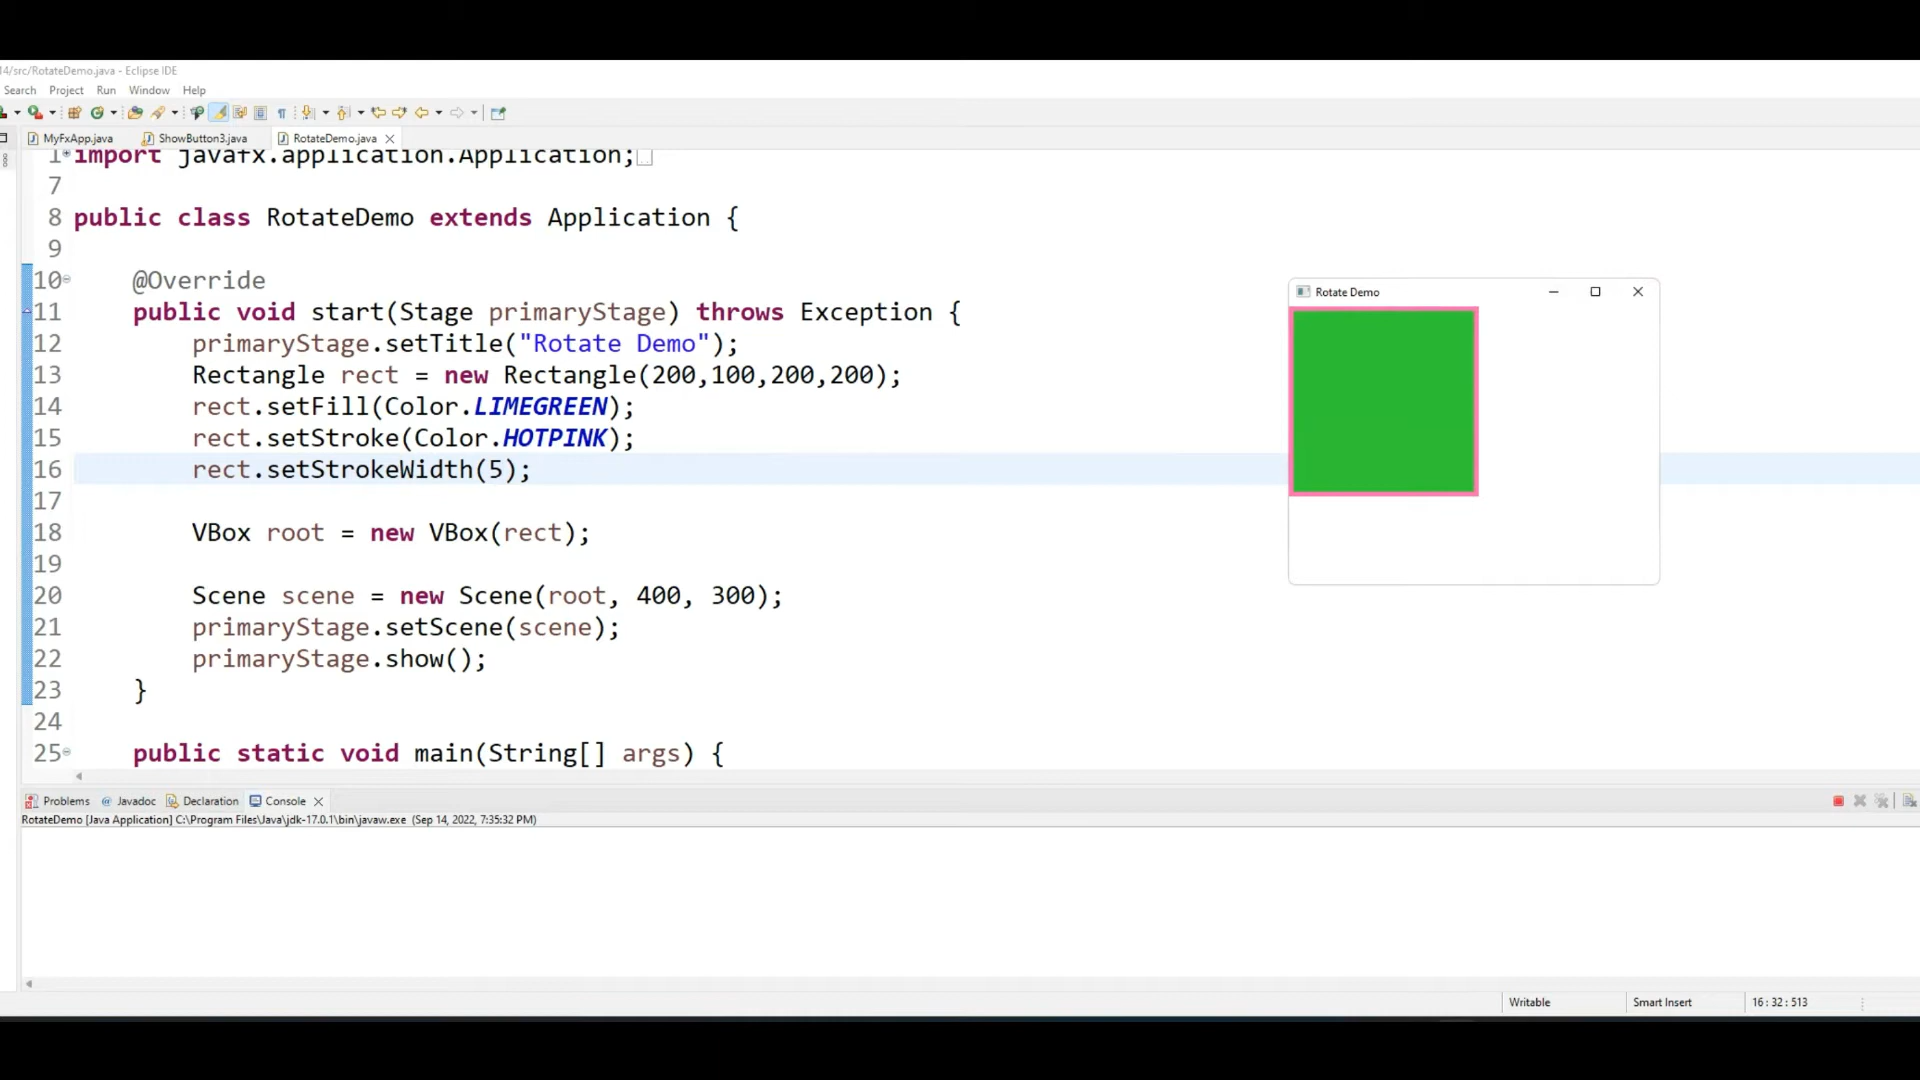 14/src/RotateDemo.java - Eclipse IDE
Search Project Run Window Help
MyFxApp.java ShowButton3.java RotateDemo.java
1 import javafx.application.Application;
7
8 public class RotateDemo extends Application {
9
10 @Override
11 public void start(Stage primaryStage) throws Exception {
12 primaryStage.setTitle("Rotate Demo");
13 Rectangle rect = new Rectangle(200,100,200,200);
14 rect.setFill(Color.LIMEGREEN);
15 rect.setStroke(Color.HOTPINK);
16 rect.setStrokeWidth(5);
17
18 VBox root = new VBox(rect);
19
20 Scene scene = new Scene(root, 400, 300);
21 primaryStage.setScene(scene);
22 primaryStage.show();
23 }
24
25 public static void main(String[] args) {
Rotate Demo
Problems @ Javadoc Declaration Console
RotateDemo [Java Application] C:\Program Files\Java\jdk-17.0.1\bin\javaw.exe (Sep 14, 2022, 7:35:32 PM)
Writable Smart Insert 16 : 32 : 513